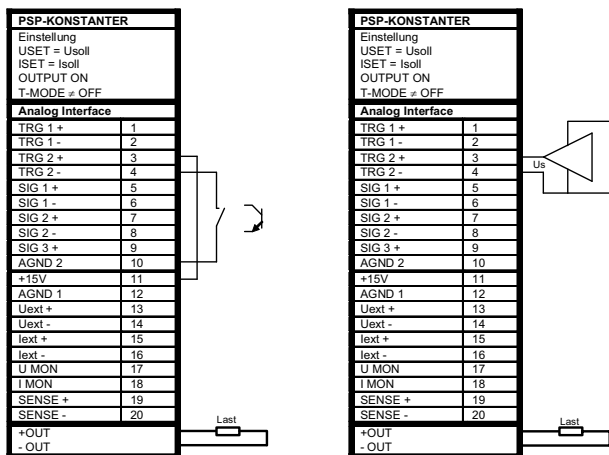 PSP-KONSTANTER
Einstellung
USET = Usoll
ISET = Isoll
OUTPUT ON
T-MODE ≠ OFF
Analog Interface
TRG 1 + 1
TRG 1 - 2
TRG 2 + 3
TRG 2 - 4
SIG 1 + 5
SIG 1 - 6
SIG 2 + 7
SIG 2 - 8
SIG 3 + 9
AGND 2 10
+15V 11
AGND 1 12
Uext + 13
Uext - 14
Iext + 15
Iext - 16
U MON 17
I MON 18
SENSE + 19
SENSE - 20
+OUT
- OUT
Last
PSP-KONSTANTER
Einstellung
USET = Usoll
ISET = Isoll
OUTPUT ON
T-MODE ≠ OFF
Analog Interface
TRG 1 + 1
TRG 1 - 2
TRG 2 + 3
TRG 2 - 4
SIG 1 + 5
SIG 1 - 6
SIG 2 + 7
SIG 2 - 8
SIG 3 + 9
AGND 2 10
+15V 11
AGND 1 12
Uext + 13
Uext - 14
Iext + 15
Iext - 16
U MON 17
I MON 18
SENSE + 19
SENSE - 20
+OUT
- OUT
Us
Last